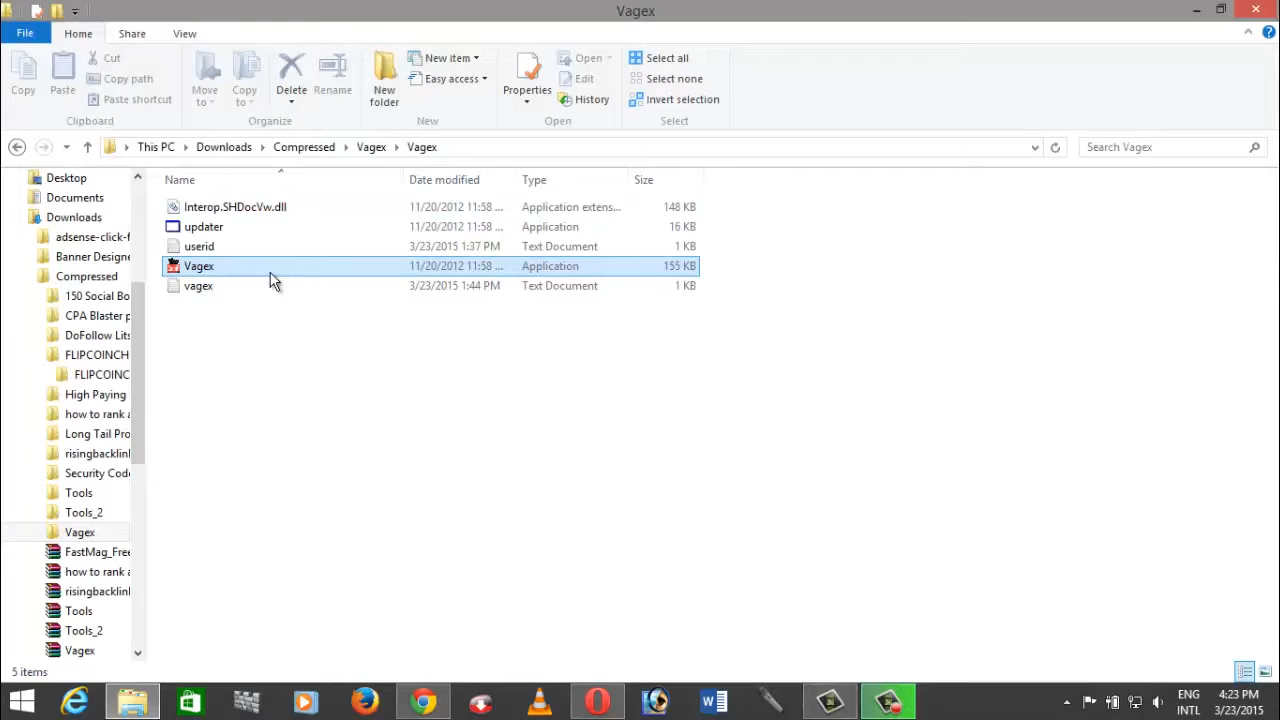 Vagex
File Home Share View
Copy
Paste
Cut
Copy path
Paste shortcut
Clipboard
Move to
Copy to
Delete
Rename
Organize
New folder
New item
Easy access
New
Properties
Open
Edit
History
Open
Select all
Select none
Invert selection
Select
This PC Downloads Compressed Vagex Vagex
Search Vagex
Desktop
Documents
Downloads
adsense-click-f
Banner Designe
Compressed
150 Social Bo
CPA Blaster p
DoFollow Lits
FLIPCOINCH
FLIPCOINC
High Paying
how to rank a
Long Tail Pro
risingbacklinl
Security Code
Tools
Tools_2
Vagex
FastMag_Free
how to rank a
risingbacklinl
Tools
Tools_2
Vagex
Name Date modified Type Size
Interop.SHDocVw.dll 11/20/2012 11:58 ... Application extens... 148 KB
updater 11/20/2012 11:58 ... Application 16 KB
userid 3/23/2015 1:37 PM Text Document 1 KB
Vagex 11/20/2012 11:58 ... Application 155 KB
vagex 3/23/2015 1:44 PM Text Document 1 KB
5 items
ENG
INTL
4:23 PM
3/23/2015